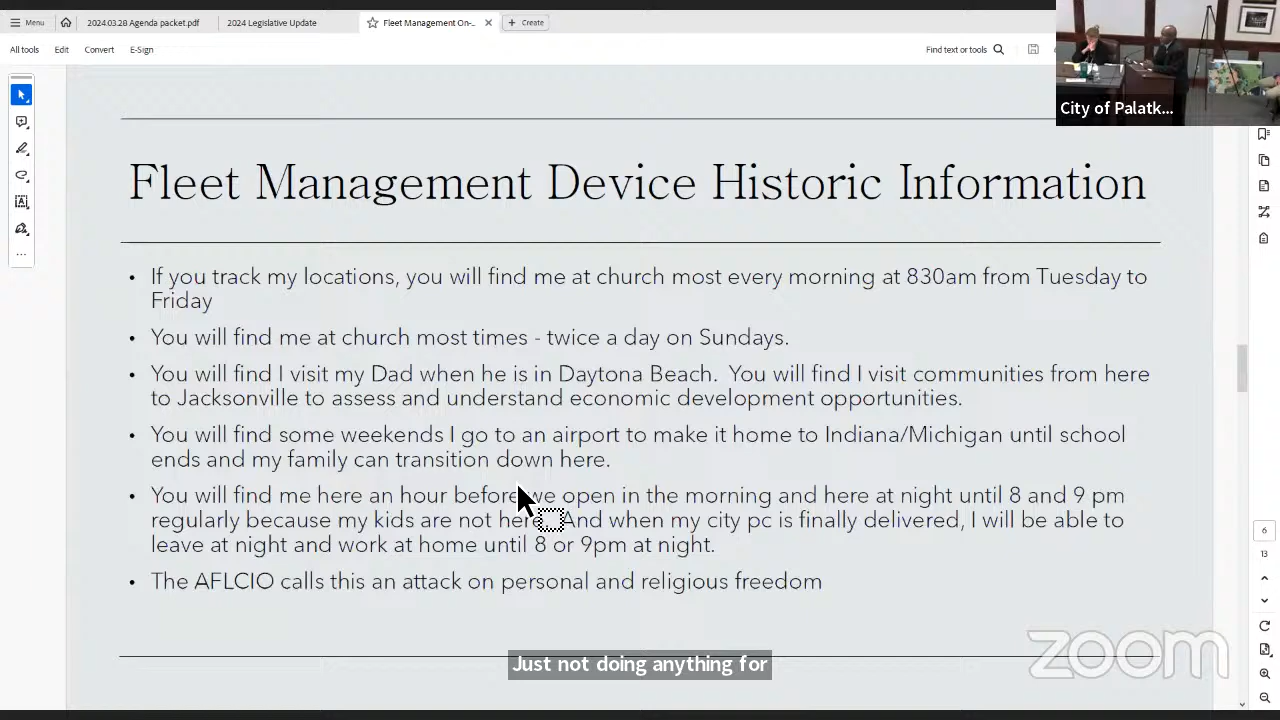 Menu
2024.03.28 Agenda packet.pdf
2024 Legislative Update
Fleet Management On-...
Create
All tools
Edit
Convert
E-Sign
Find text or tools
City of Palatk...
Fleet Management Device Historic Information
• If you track my locations, you will find me at church most every morning at 830am from Tuesday to
Friday
• You will find me at church most times - twice a day on Sundays.
• You will find I visit my Dad when he is in Daytona Beach. You will find I visit communities from here
to Jacksonville to assess and understand economic development opportunities.
• You will find some weekends I go to an airport to make it home to Indiana/Michigan until school
ends and my family can transition down here.
• You will find me here an hour before we open in the morning and here at night until 8 and 9 pm
regularly because my kids are not here. And when my city pc is finally delivered, I will be able to
leave at night and work at home until 8 or 9pm at night.
• The AFLCIO calls this an attack on personal and religious freedom
6
13
Just not doing anything for
zoom